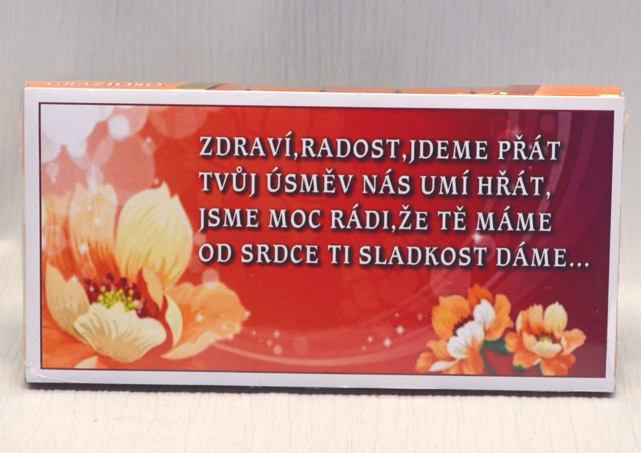 ZDRAVÍ,RADOST,JDEME PŘÁT
TVŮJ ÚSMĚV NÁS UMÍ HŘÁT,
JSME MOC RÁDI,ŽE TĚ MÁME
OD SRDCE TI SLADKOST DÁME...